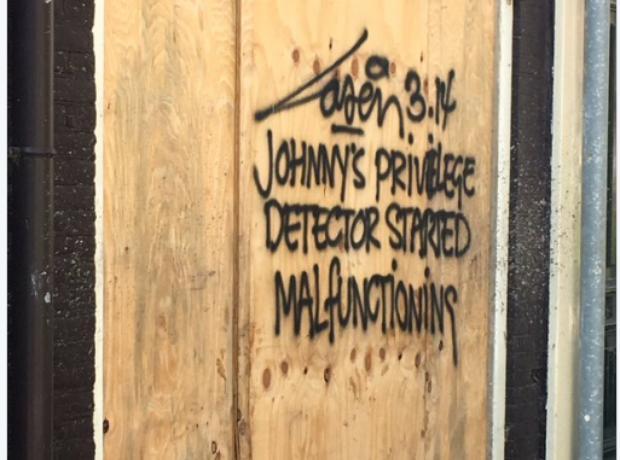 Laser 3.14
JOHNNY'S PRIVILEGE
DETECTOR STARTED
MALFUNCTIONING